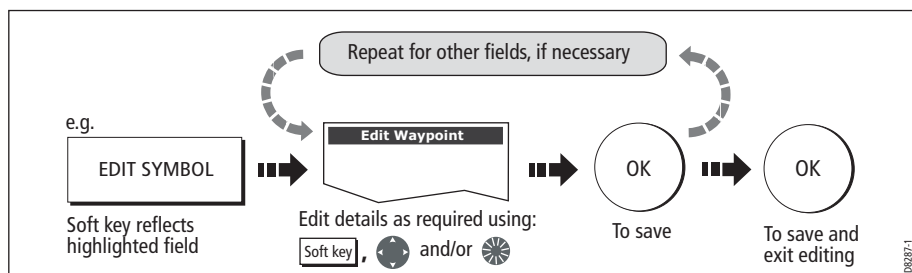 Repeat for other fields, if necessary
e.g.
EDIT SYMBOL
Soft key reflects
highlighted field
Edit Waypoint
Edit details as required using:
Soft key , and/or
OK
To save
OK
To save and
exit editing
D8287-1